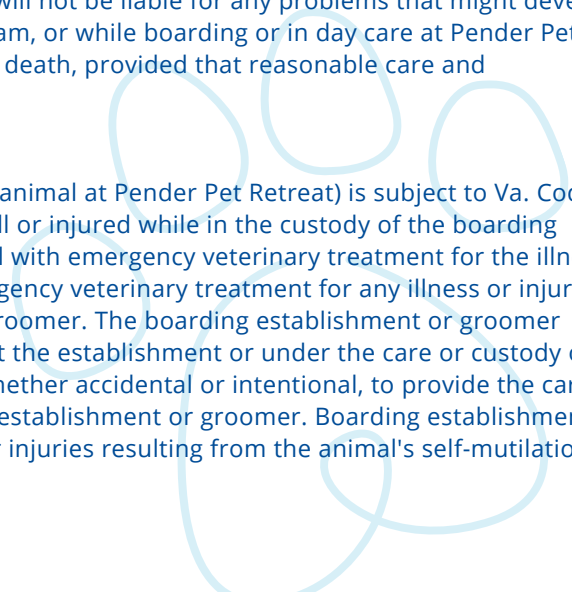 will not be liable for any problems that might deve
am, or while boarding or in day care at Pender Pet
death, provided that reasonable care and
animal at Pender Pet Retreat) is subject to Va. Cod
ll or injured while in the custody of the boarding
d with emergency veterinary treatment for the illn
gency veterinary treatment for any illness or injur
roomer. The boarding establishment or groomer
t the establishment or under the care or custody o
hether accidental or intentional, to provide the car
establishment or groomer. Boarding establishmen
r injuries resulting from the animal's self-mutilatio